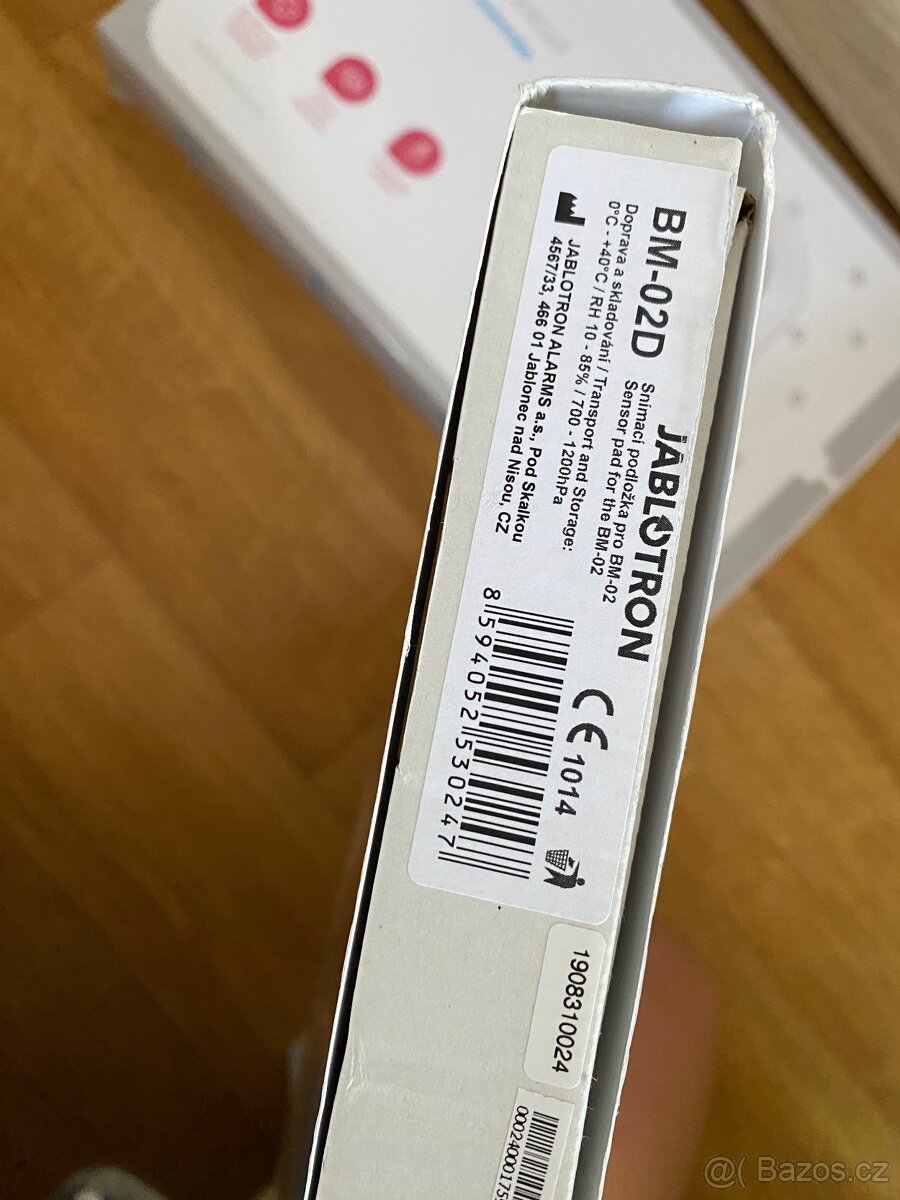 BM-02D JABLOTRON
Snímací podložka pro BM-02
Sensor pad for the BM-02
Doprava a skladování / Transport and Storage:
0°C - +40°C / RH 10 - 85% / 700 - 1200hPa
JABLOTRON ALARMS a.s., Pod Skalkou
4567/33, 466 01 Jablonec nad Nisou, CZ
CE 1014
8 594052 530247
1908310024
00024000175
@( Bazos.cz